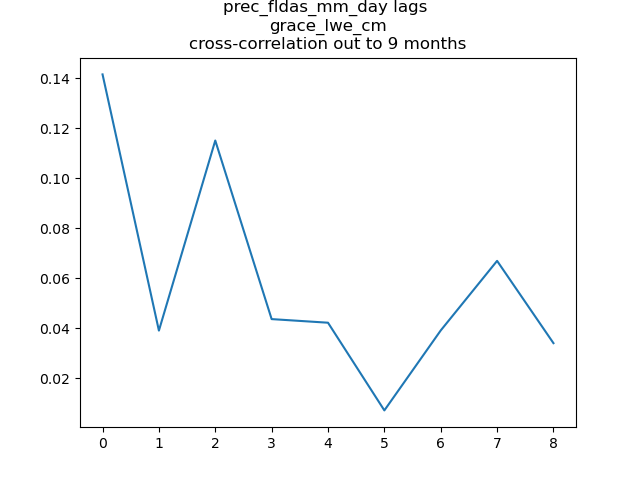 prec_fldas_mm_day lags
grace_lwe_cm
cross-correlation out to 9 months
0.14
0.12
0.10
0.08
0.06
0.04
0.02
0 1 2 3 4 5 6 7 8